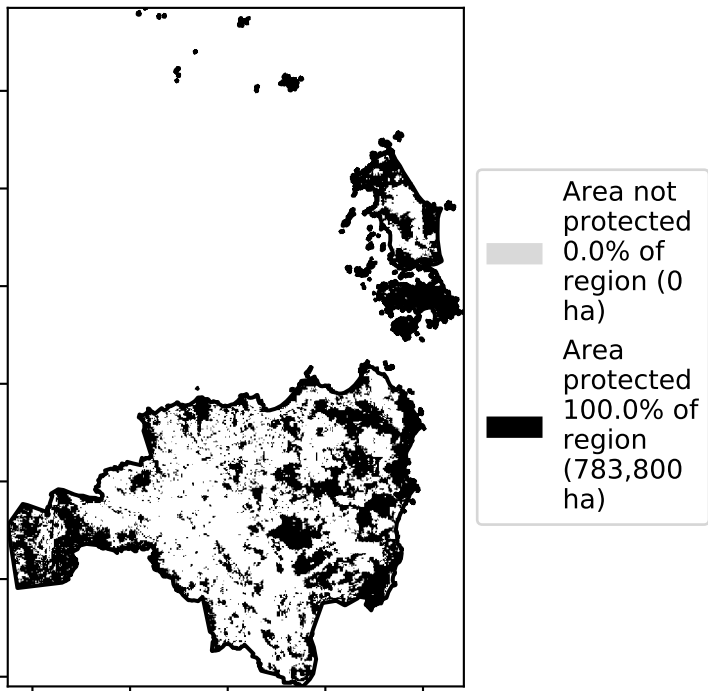 Area not
protected
0.0% of
region (0
ha)
Area
protected
100.0% of
region
(783,800
ha)